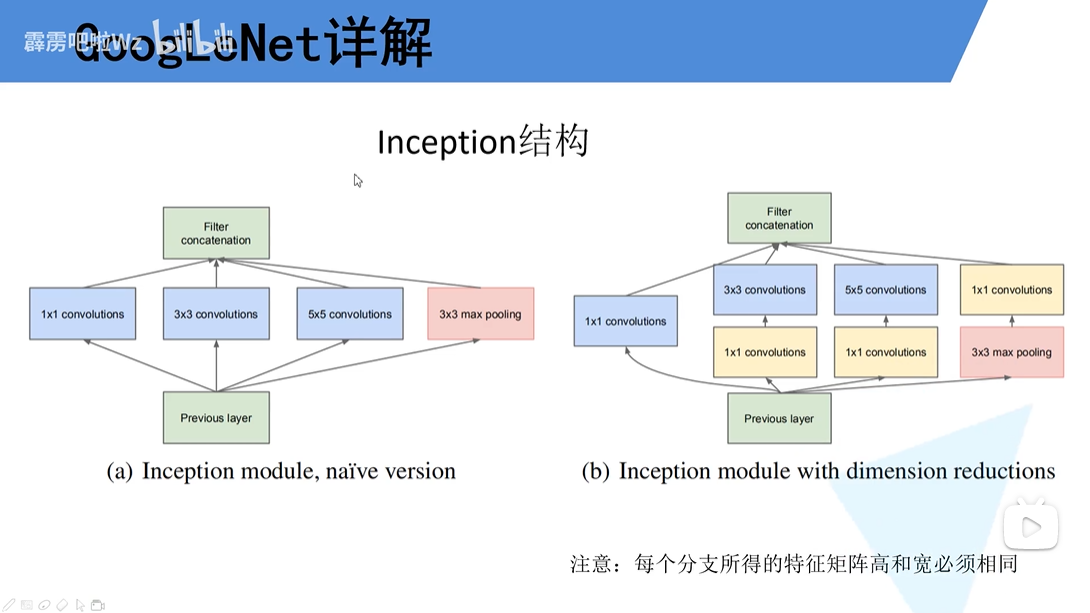 霹雳吧啦Wz bilibili
GoogLeNet详解
Inception结构
Filter
concatenation
1x1 convolutions
3x3 convolutions
5x5 convolutions
3x3 max pooling
Previous layer
(a) Inception module, naïve version
Filter
concatenation
3x3 convolutions
5x5 convolutions
1x1 convolutions
1x1 convolutions
1x1 convolutions
1x1 convolutions
3x3 max pooling
Previous layer
(b) Inception module with dimension reductions
注意：每个分支所得的特征矩阵高和宽必须相同